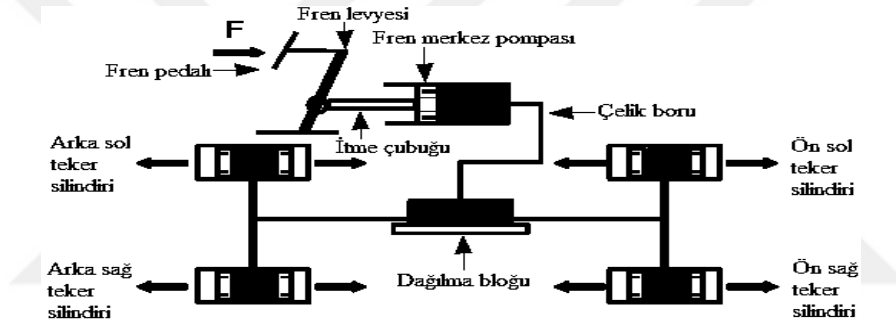 Fren levyesi
F
Fren merkez pompası
Fren pedalı
Çelik boru
Arka sol
teker
silindiri
İtme çubuğu
Ön sol
teker
silindiri
Arka sağ
teker
silindiri
Dağılma bloğu
Ön sağ
teker
silindiri